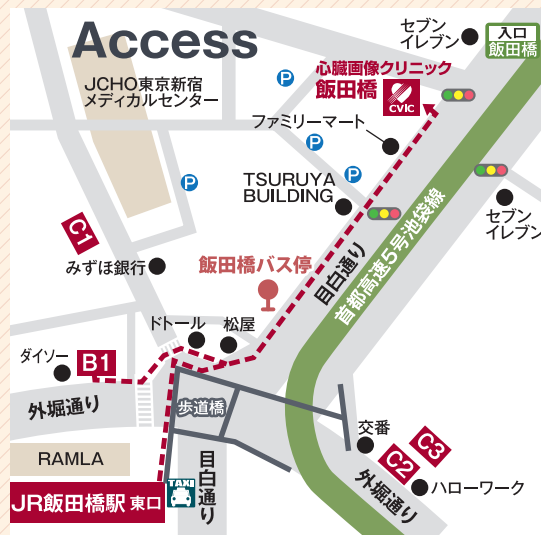 Access
セブン
イレブン
入口
飯田橋
JCHO東京新宿
メディカルセンター
P
心臓画像クリニック
飯田橋
CVIC
ファミリーマート
P
P
P
TSURUYA
BUILDING
セブン
イレブン
C1
みずほ銀行
飯田橋バス停
目白通り
首都高速5号池袋線
ドトール
松屋
ダイソー
B1
外堀通り
歩道橋
交番
C2
C3
RAMLA
目白通り
外堀通り
ハローワーク
TAXI
JR飯田橋駅 東口